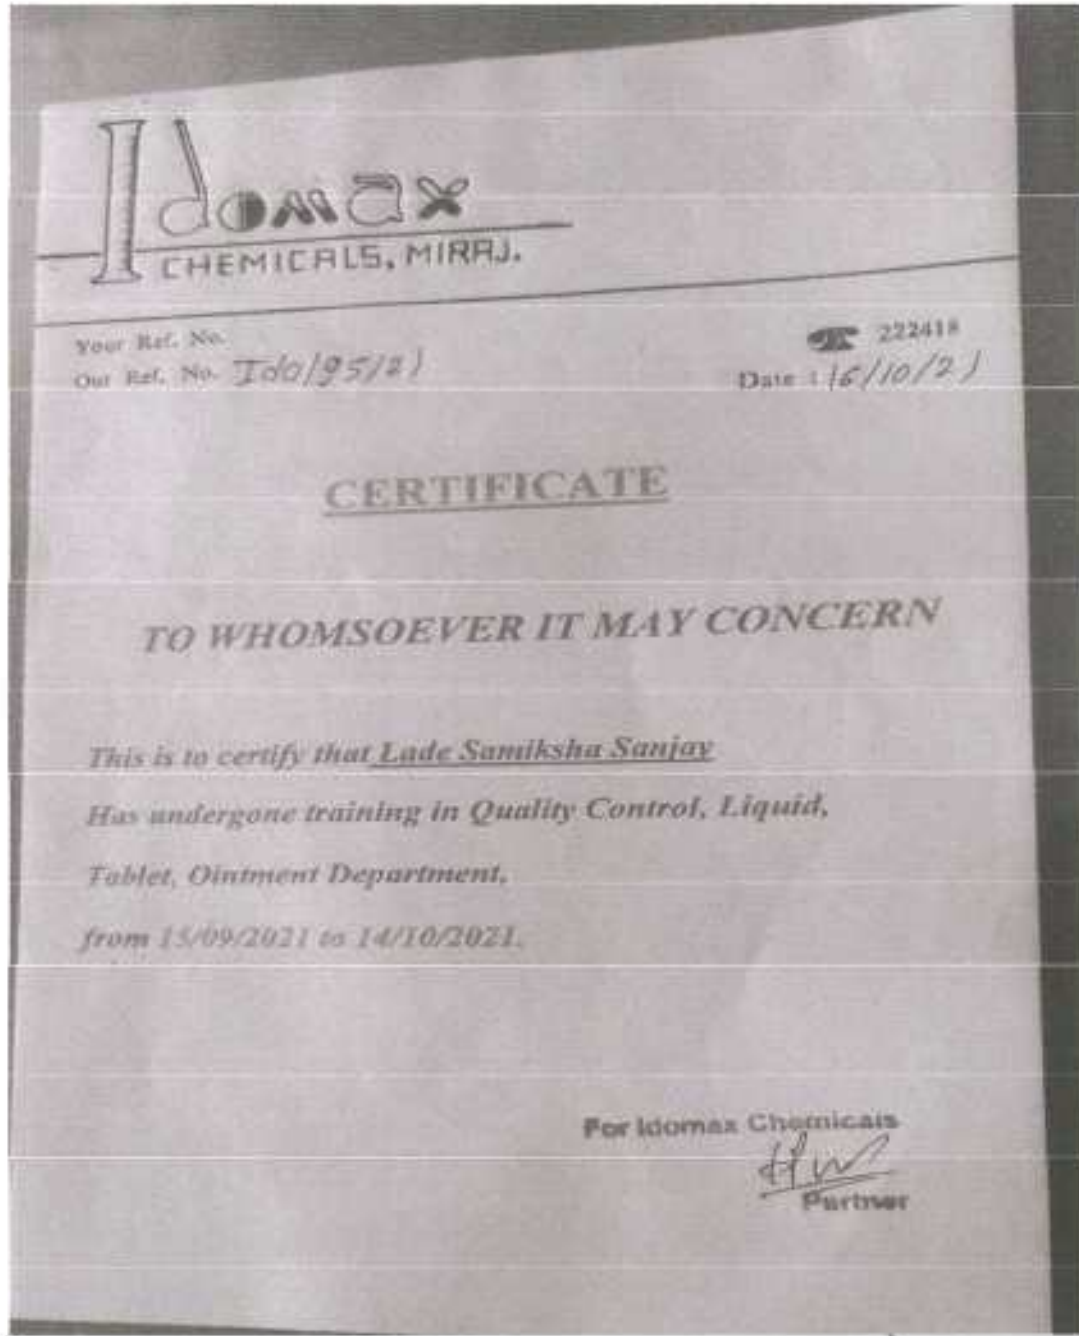 Idomax
CHEMICALS, MIRAJ.
Your Ref. No.
Our Ref. No. Ido/95/21
222418
Date : 16/10/21
CERTIFICATE
TO WHOMSOEVER IT MAY CONCERN
This is to certify that Lade Samiksha Sanjay
Has undergone training in Quality Control, Liquid,
Tablet, Ointment Department,
from 15/09/2021 to 14/10/2021.
For Idomax Chemicals
Partner